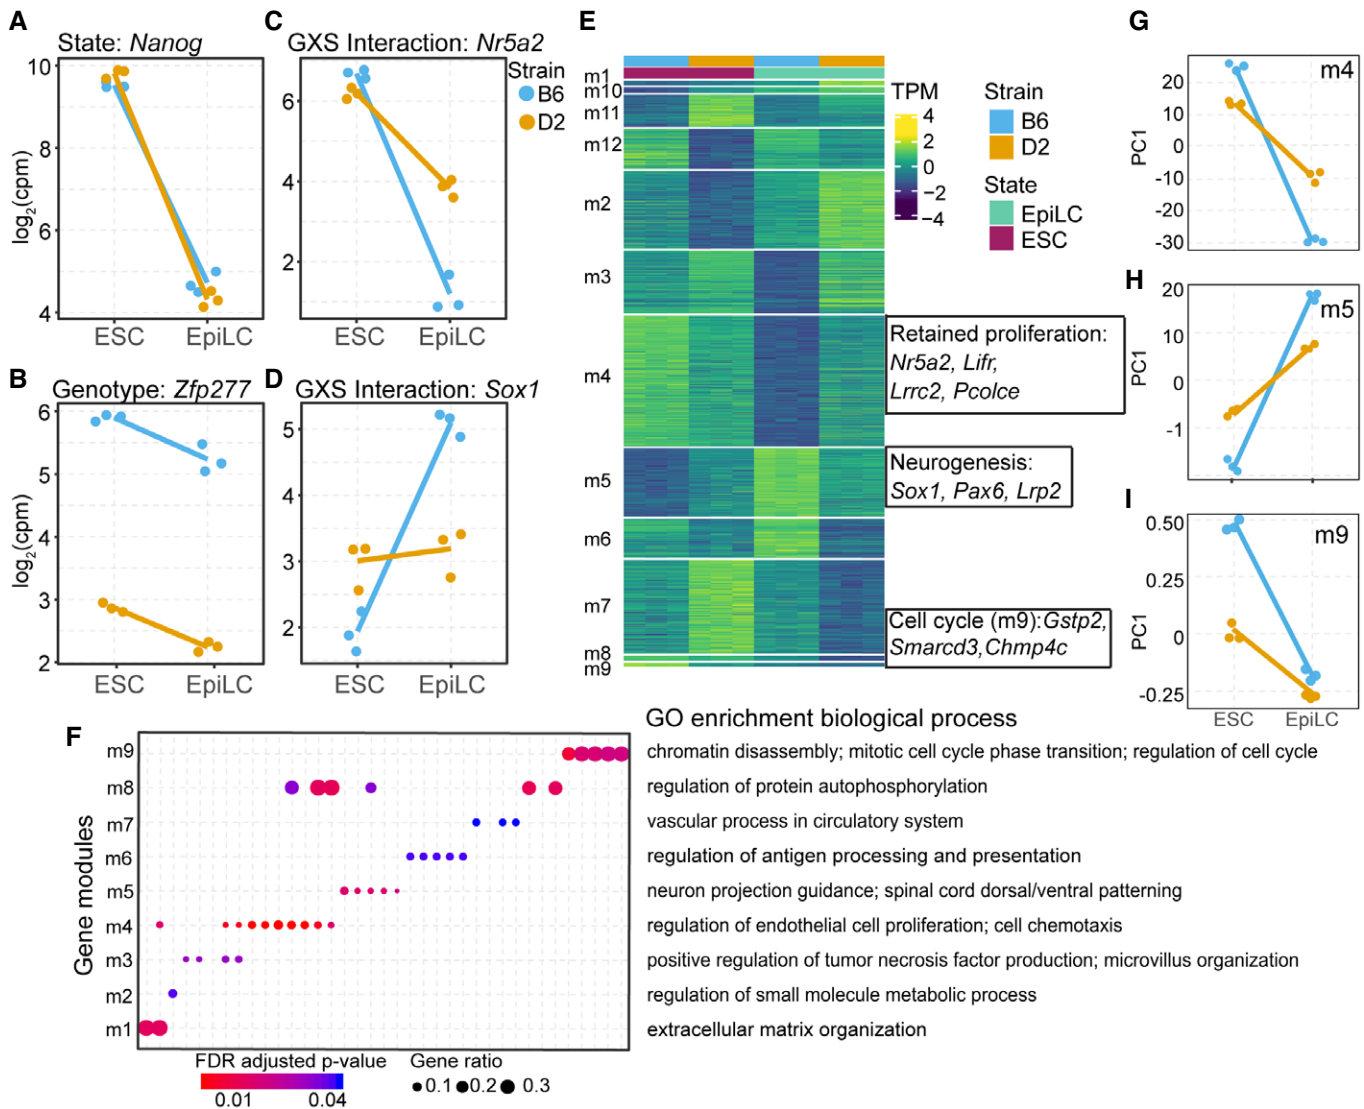 A
State: Nanog
log2(cpm)
10
8
6
4
ESC
EpiLC
C
GXS Interaction: Nr5a2
Strain
B6
D2
6
4
2
ESC
EpiLC
B
Genotype: Zfp277
log2(cpm)
6
5
4
3
2
ESC
EpiLC
D
GXS Interaction: Sox1
5
4
3
2
ESC
EpiLC
E
m1
m10
m11
m12
m2
m3
m4
m5
m6
m7
m8
m9
TPM
4
2
0
−2
−4
Strain
B6
D2
State
EpiLC
ESC
Retained proliferation:
Nr5a2, Lifr,
Lrrc2, Pcolce
Neurogenesis:
Sox1, Pax6, Lrp2
Cell cycle (m9):Gstp2,
Smarcd3,Chmp4c
G
m4
PC1
20
10
0
-10
-20
-30
H
m5
PC1
20
10
0
-1
I
m9
PC1
0.50
0.25
0
-0.25
ESC
EpiLC
F
Gene modules
GO enrichment biological process
m9
chromatin disassembly; mitotic cell cycle phase transition; regulation of cell cycle
m8
regulation of protein autophosphorylation
m7
vascular process in circulatory system
m6
regulation of antigen processing and presentation
m5
neuron projection guidance; spinal cord dorsal/ventral patterning
m4
regulation of endothelial cell proliferation; cell chemotaxis
m3
positive regulation of tumor necrosis factor production; microvillus organization
m2
regulation of small molecule metabolic process
m1
extracellular matrix organization
FDR adjusted p-value
0.01
0.04
Gene ratio
0.1
0.2
0.3